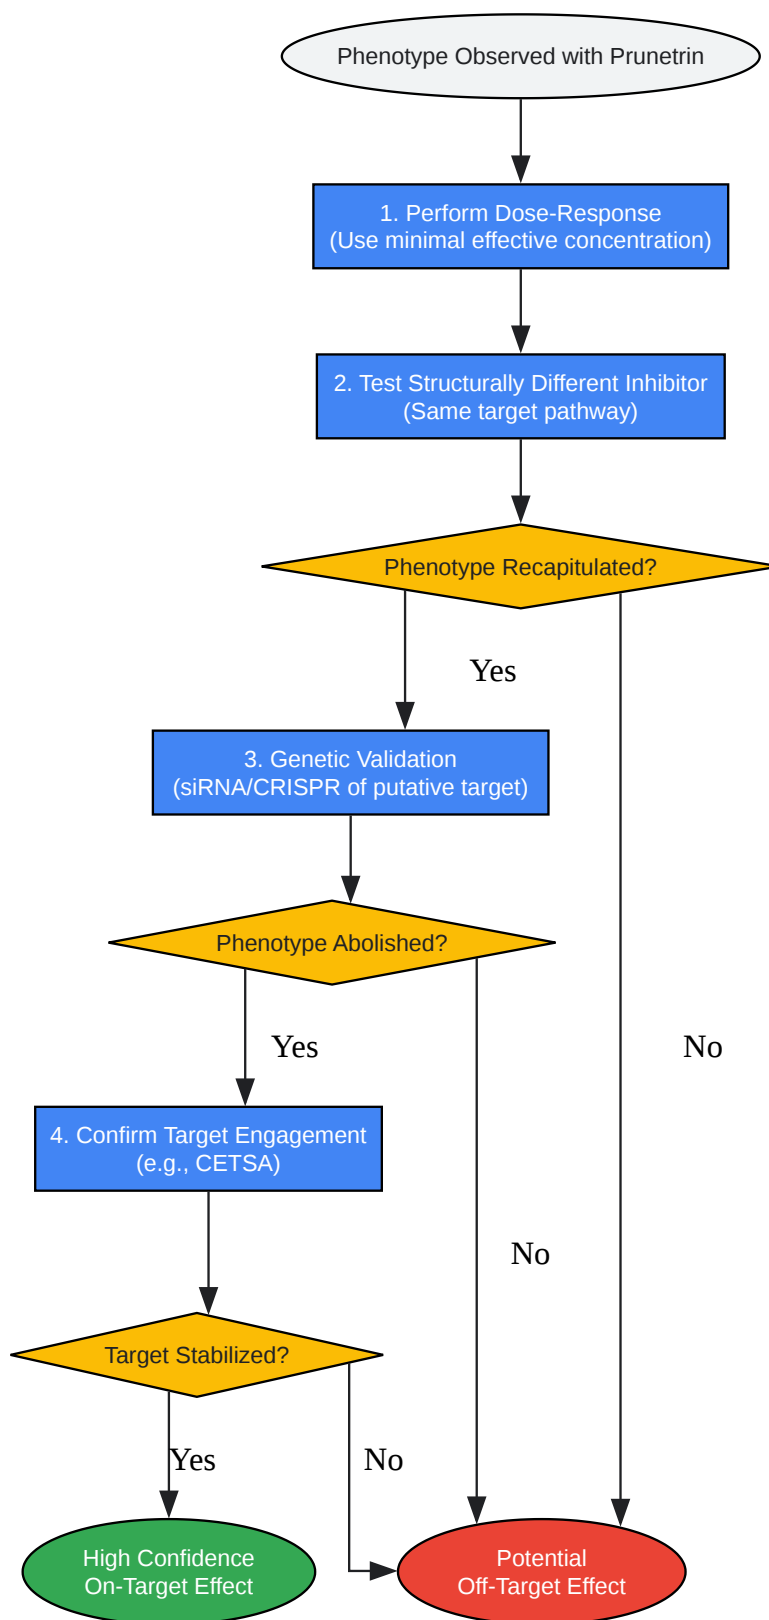 Phenotype Observed with Prunetrin
1. Perform Dose-Response
(Use minimal effective concentration)
2. Test Structurally Different Inhibitor
(Same target pathway)
Phenotype Recapitulated?
Yes
3. Genetic Validation
(siRNA/CRISPR of putative target)
Phenotype Abolished?
Yes
No
4. Confirm Target Engagement
(e.g., CETSA)
No
Target Stabilized?
Yes
No
High Confidence
On-Target Effect
Potential
Off-Target Effect